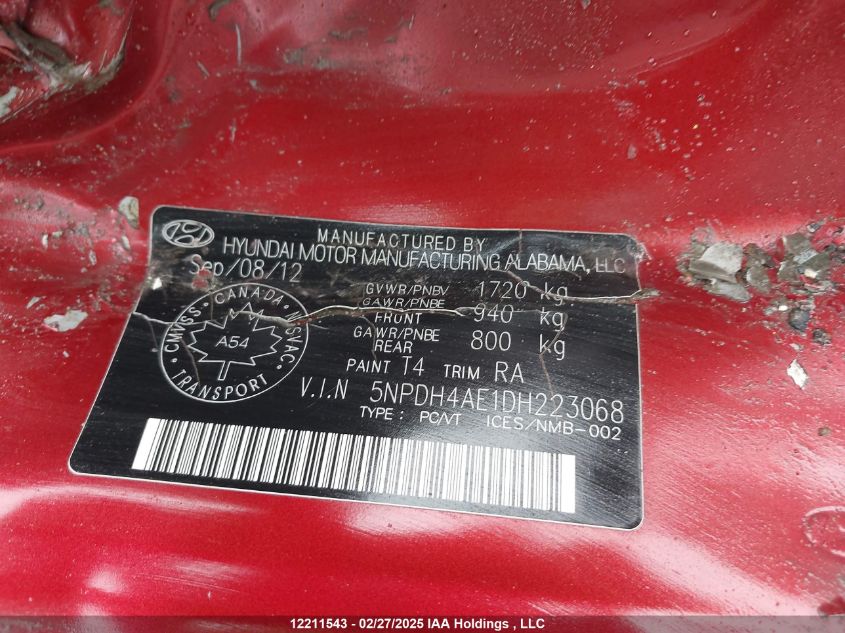 MANUFACTURED BY
HYUNDAI MOTOR MANUFACTURING ALABAMA, LLC
Sep/08/12
GVWR/PNBV 1720 kg
GAWR/PNBE FRONT 940 kg
GAWR/PNBE REAR 800 kg
CANADA
CMVSS A54 NSVAC
TRANSPORT
PAINT T4 TRIM RA
V.I.N 5NPDH4AE1DH223068
TYPE : PC/VT ICES/NMB-002
12211543 - 02/27/2025 IAA Holdings , LLC